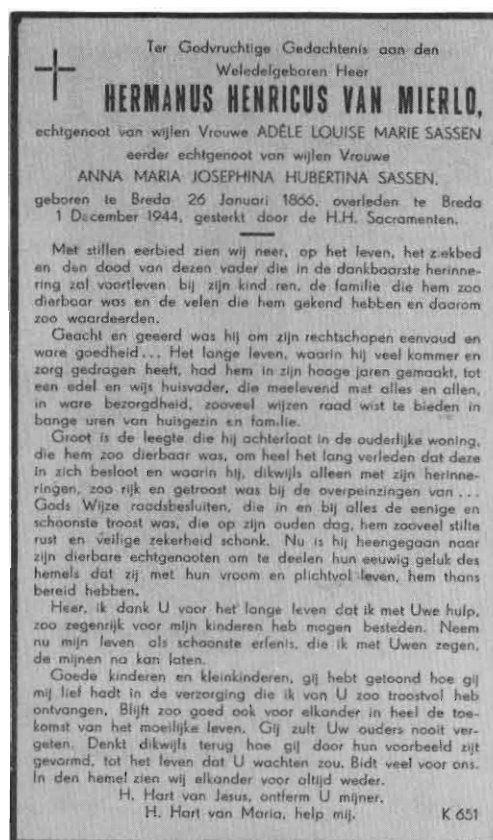 Ter Godvruchtige Gedachtenis aan den
Weledelgeboren Heer
HERMANUS HENRICUS VAN MIERLO,
echtgenoot van wijlen Vrouwe ADÈLE LOUISE MARIE SASSEN
eerder echtgenoot van wijlen Vrouwe
ANNA MARIA JOSEPHINA HUBERTINA SASSEN,
geboren te Breda 26 Januari 1866, overleden te Breda
1 December 1944, gesterkt door de H.H. Sacramenten.
Met stillen eerbied zien wij neer, op het leven, het ziekbed
en den dood van dezen vader die in de dankbaarste herinne-
ring zal voortleven bij zijn kind ren, de familie die hem zoo
dierbaar was en de velen die hem gekend hebben en daarom
zoo waardeerden.
Geacht en geeerd was hij om zijn rechtschapen eenvoud en
ware goedheid... Het lange leven, waarin hij veel kommer en
zorg gedragen heeft, had hem in zijn hooge jaren gemaakt, tot
een edel en wijs huisvader, die meelevend met alles en allen,
in ware bezorgdheid, zooveel wijzen raad wist te bieden in
bange uren van huisgezin en familie.
Groot is de leegte die hij achterlaat in de ouderlijke woning,
die hem zoo dierbaar was, om heel het lang verleden dat deze
in zich besloot en waarin hij, dikwijls alleen met zijn herinne-
ringen, zoo rijk en getroost was bij de overpeinzingen van...
Gods Wijze raadsbesluiten, die in en bij alles de eenige en
schoonste troost was, die op zijn ouden dag, hem zooveel stilte
rust en veilige zekerheid schonk. Nu is hij heengegaan naar
zijn dierbare echtgenooten om te deelen hun eeuwig geluk des
hemels dat zij met hun vroom en plichtvol leven, hem thans
bereid hebben.
Heer, ik dank U voor het lange leven dat ik met Uwe hulp,
zoo zegenrijk voor mijn kinderen heb mogen besteden. Neem
nu mijn leven als schoonste erfenis, die ik met Uwen zegen,
de mijnen na kan laten.
Goede kinderen en kleinkinderen, gij hebt getoond hoe gij
mij lief hadt in de verzorging die ik van U zoo troostvol heb
ontvangen. Blijft zoo goed ook voor elkander in heel de toe-
komst van het moeilijke leven. Gij zult Uw ouders nooit ver-
geten. Denkt dikwijls terug hoe gij door hun voorbeeld zijt
gevormd, tot het leven dat U wachten zou. Bidt veel voor ons.
In den hemel zien wij elkander voor altijd weder.
H. Hart van Jesus, ontferm U mijner.
H. Hart van Maria, help mij. K 651